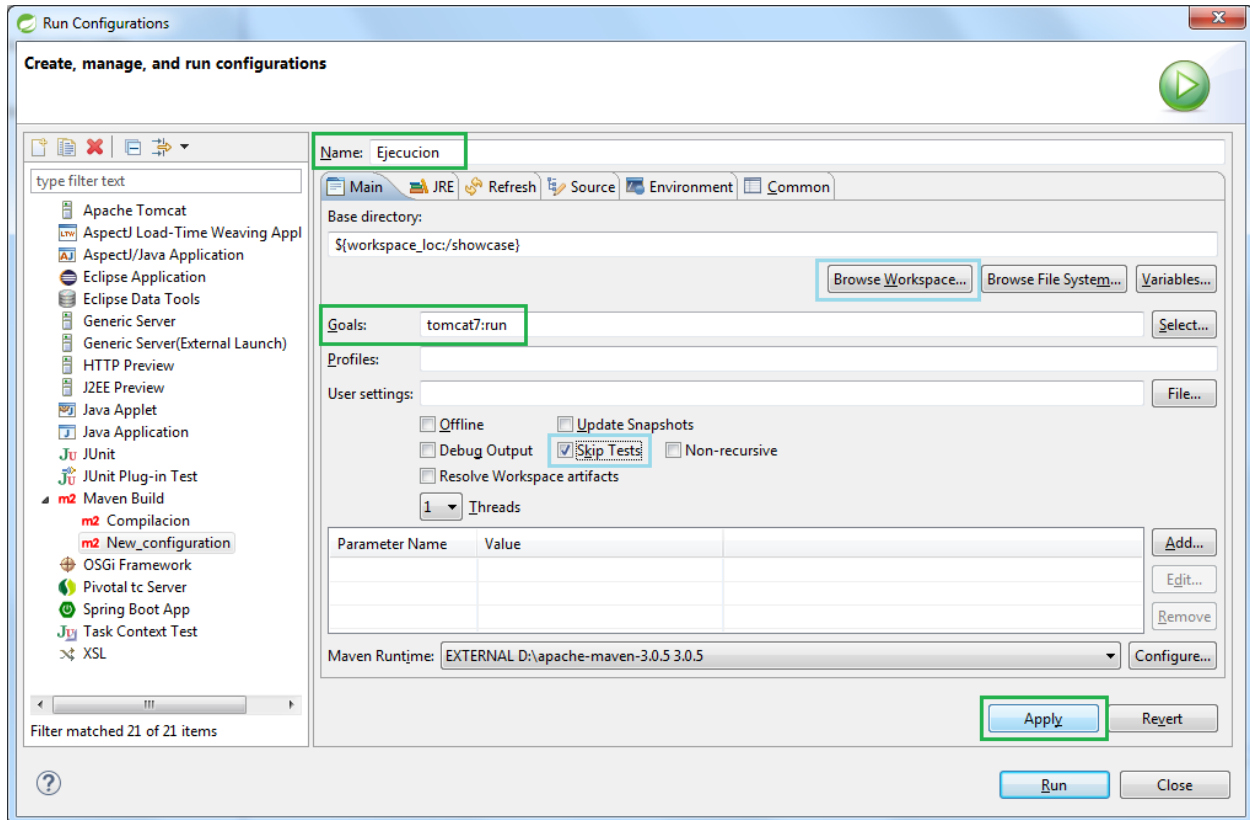 Run Configurations
Create, manage, and run configurations
type filter text
Apache Tomcat
AspectJ Load-Time Weaving Appl
AspectJ/Java Application
Eclipse Application
Eclipse Data Tools
Generic Server
Generic Server(External Launch)
HTTP Preview
J2EE Preview
Java Applet
Java Application
JUnit
JUnit Plug-in Test
Maven Build
m2 Compilacion
m2 New_configuration
OSGi Framework
Pivotal tc Server
Spring Boot App
Task Context Test
XSL
Filter matched 21 of 21 items
Name: Ejecucion
Main JRE Refresh Source Environment Common
Base directory:
${workspace_loc:/showcase}
Browse Workspace... Browse File System... Variables...
Goals: tomcat7:run Select...
Profiles:
User settings: File...
Offline Update Snapshots
Debug Output Skip Tests Non-recursive
Resolve Workspace artifacts
1 Threads
Parameter Name Value Add...
Edit...
Remove
Maven Runtime: EXTERNAL D:\apache-maven-3.0.5 3.0.5 Configure...
Apply Revert
Run Close